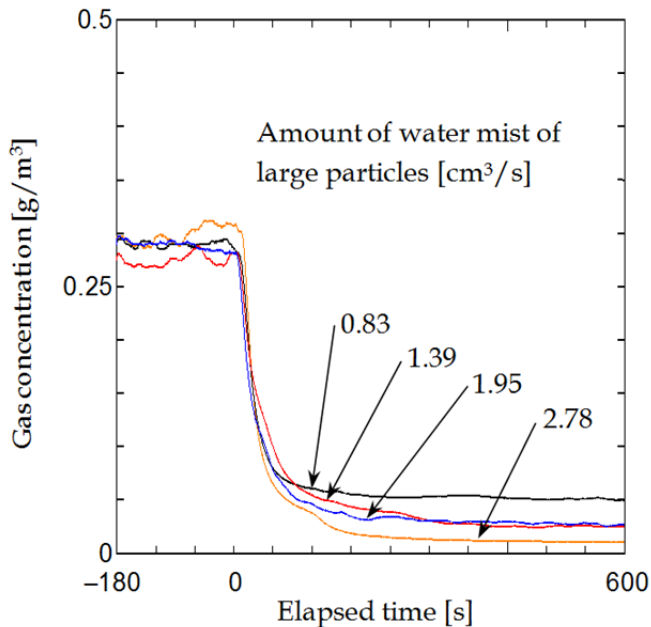 0.5
Amount of water mist of
large particles [cm³/s]
Gas concentration [g/m³]
0.25
0.83
1.39
1.95
2.78
0
−180
0
600
Elapsed time [s]